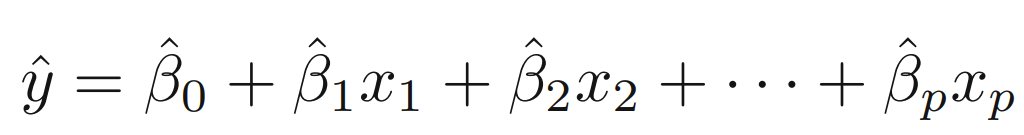 ŷ = β̂₀ + β̂₁x₁ + β̂₂x₂ + ··· + β̂ₚxₚ